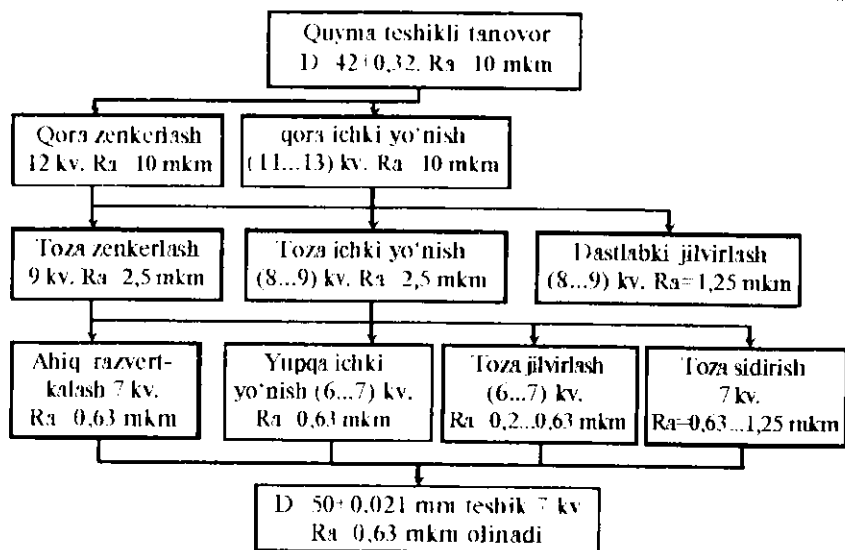 Quyma teshikli tanovor
D 42+0,32. Ra 10 mkm
Qora zenkerlash
12 kv. Ra 10 mkm
qora ichki yo‘nish
(11...13) kv. Ra 10 mkm
Toza zenkerlash
9 kv. Ra 2,5 mkm
Toza ichki yo‘nish
(8...9) kv. Ra 2,5 mkm
Dastlabki jilvirlash
(8...9) kv. Ra=1,25 mkm
Aniq razvert-
kalash 7 kv.
Ra 0,63 mkm
Yupqa ichki
yo‘nish (6...7) kv.
Ra 0,63 mkm
Toza jilvirlash
(6...7) kv.
Ra 0,2...0,63 mkm
Toza sidirish
7 kv.
Ra=0,63...1,25 mkm
D 50+0,021 mm teshik 7 kv
Ra 0,63 mkm olinadi